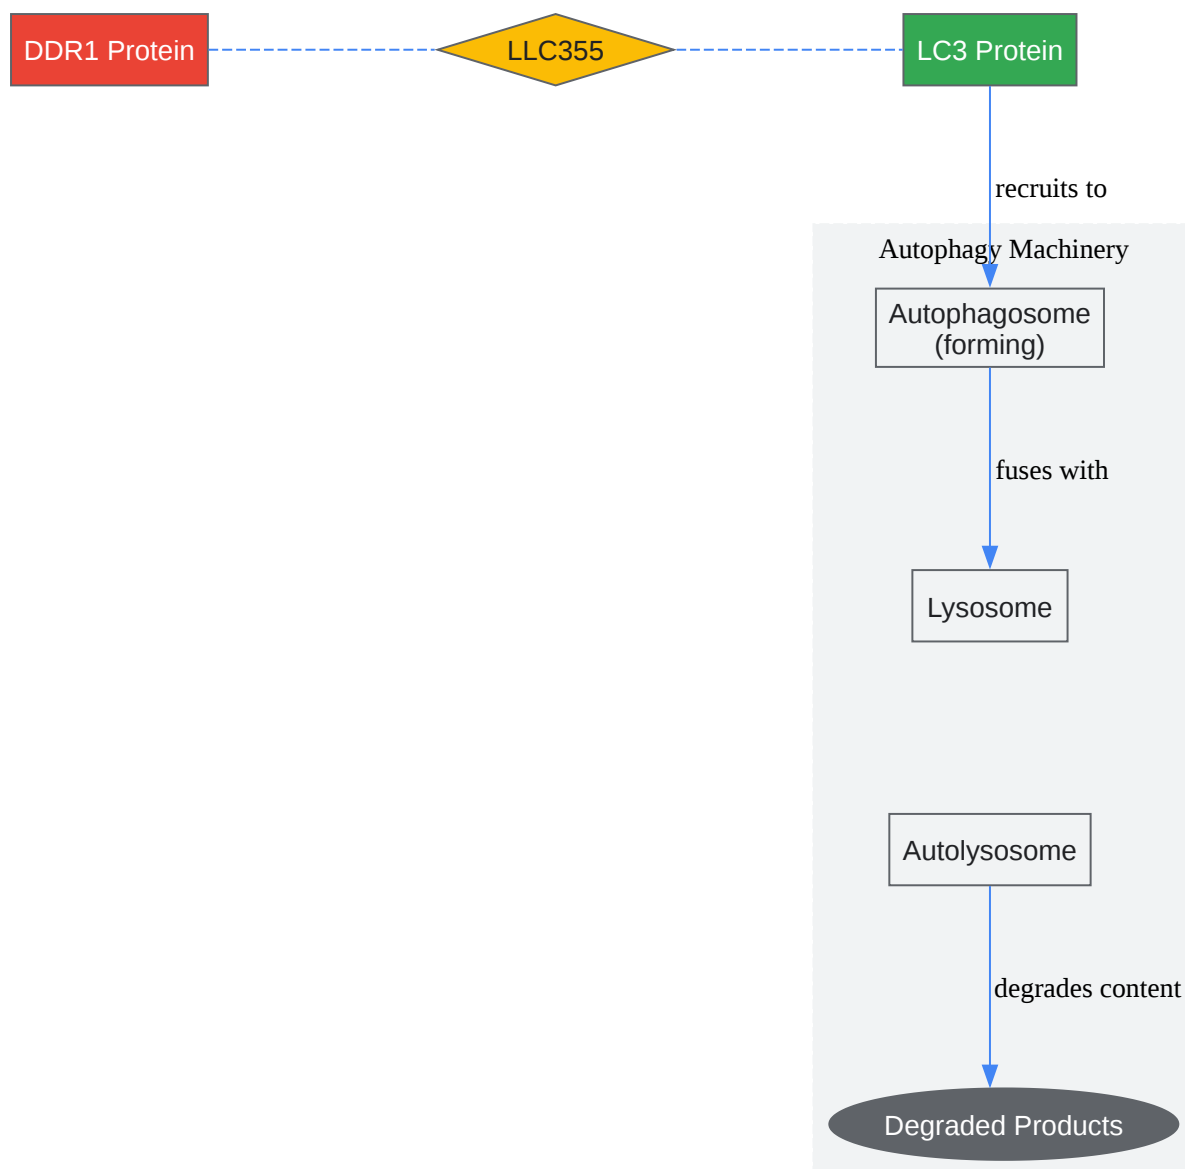 DDR1 Protein
LLC355
LC3 Protein
recruits to
Autophagy Machinery
Autophagosome
(forming)
fuses with
Lysosome
Autolysosome
degrades content
Degraded Products